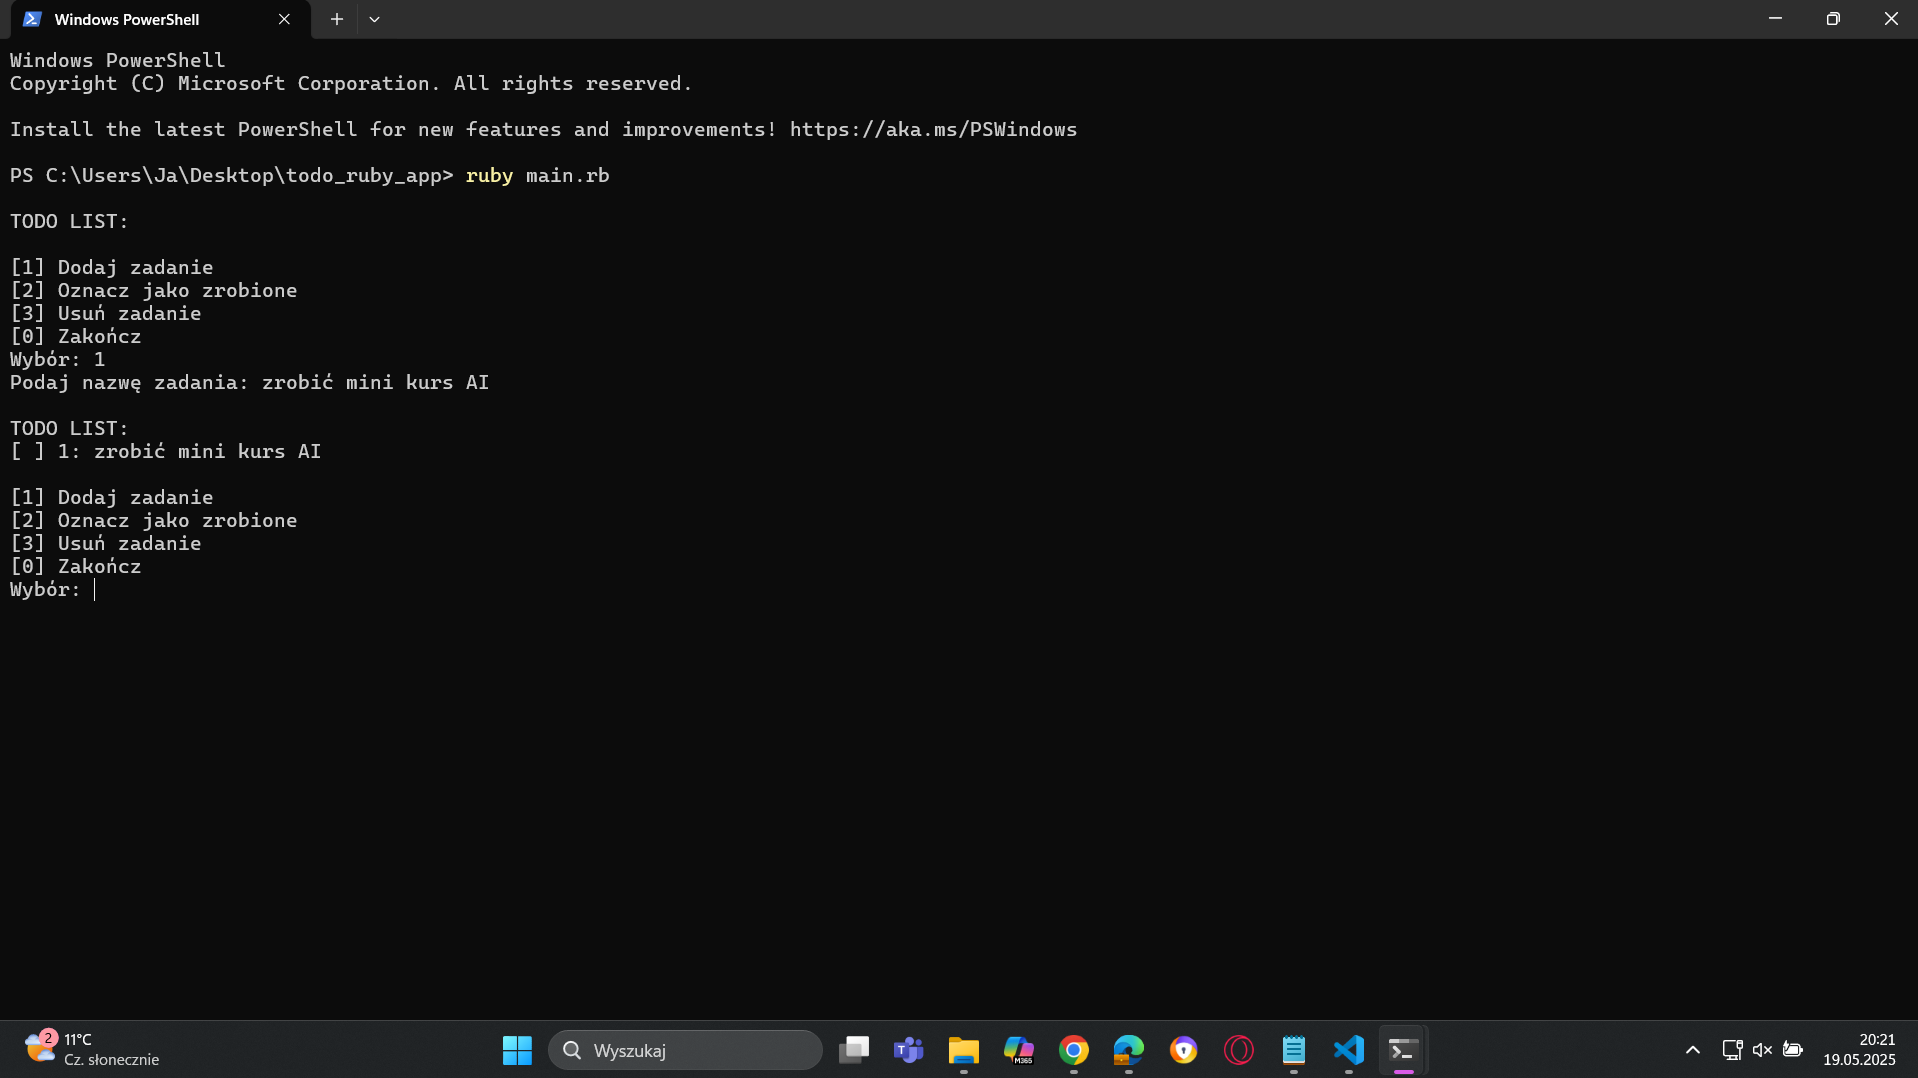 Windows PowerShell
Windows PowerShell
Copyright (C) Microsoft Corporation. All rights reserved.
Install the latest PowerShell for new features and improvements! https://aka.ms/PSWindows
PS C:\Users\Ja\Desktop\todo_ruby_app> ruby main.rb
TODO LIST:
[1] Dodaj zadanie
[2] Oznacz jako zrobione
[3] Usuń zadanie
[0] Zakończ
Wybór: 1
Podaj nazwę zadania: zrobić mini kurs AI
TODO LIST:
[ ] 1: zrobić mini kurs AI
[1] Dodaj zadanie
[2] Oznacz jako zrobione
[3] Usuń zadanie
[0] Zakończ
Wybór:
2
11°C
Cz. słonecznie
Wyszukaj
T
M365
20:21
19.05.2025